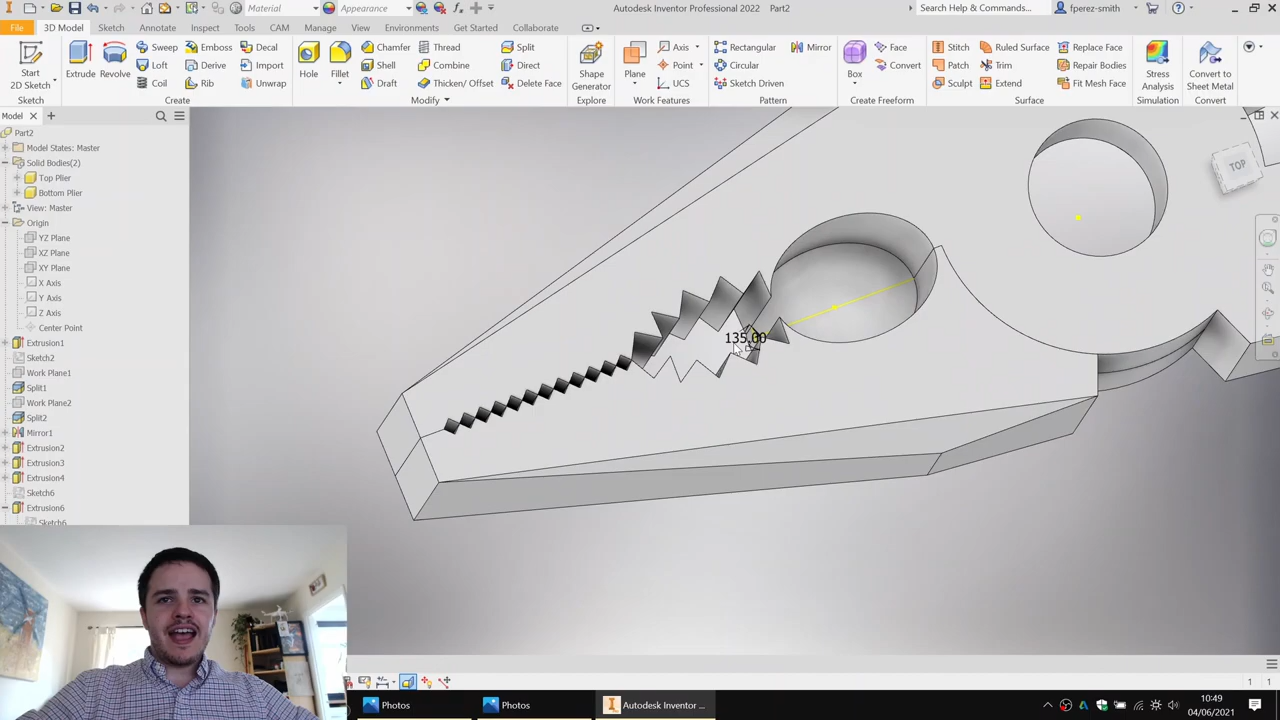 Material
Appearance
Autodesk Inventor Professional 2022 Part2
Search Help & Commands...
fperez-smith
File
3D Model
Sketch
Annotate
Inspect
Tools
CAM
Manage
View
Environments
Get Started
Collaborate
Start
2D Sketch
Sketch
Extrude
Revolve
Sweep
Loft
Coil
Emboss
Derive
Rib
Decal
Import
Unwrap
Create
Hole
Fillet
Chamfer
Shell
Draft
Thread
Combine
Thicken/ Offset
Split
Direct
Delete Face
Modify
Shape
Generator
Explore
Plane
Axis
Point
UCS
Work Features
Rectangular
Circular
Sketch Driven
Mirror
Pattern
Box
Face
Convert
Create Freeform
Stitch
Patch
Sculpt
Ruled Surface
Trim
Extend
Replace Face
Repair Bodies
Fit Mesh Face
Surface
Stress
Analysis
Simulation
Convert to
Sheet Metal
Convert
Model
Part2
Model States: Master
Solid Bodies(2)
Top Plier
Bottom Plier
View: Master
Origin
YZ Plane
XZ Plane
XY Plane
X Axis
Y Axis
Z Axis
Center Point
Extrusion1
Sketch2
Work Plane1
Split1
Work Plane2
Split2
Mirror1
Extrusion2
Extrusion3
Extrusion4
Sketch6
Extrusion6
Sketch6
135.00
TOP
1 1
Photos
Photos
Autodesk Inventor ...
10:49
04/06/2021